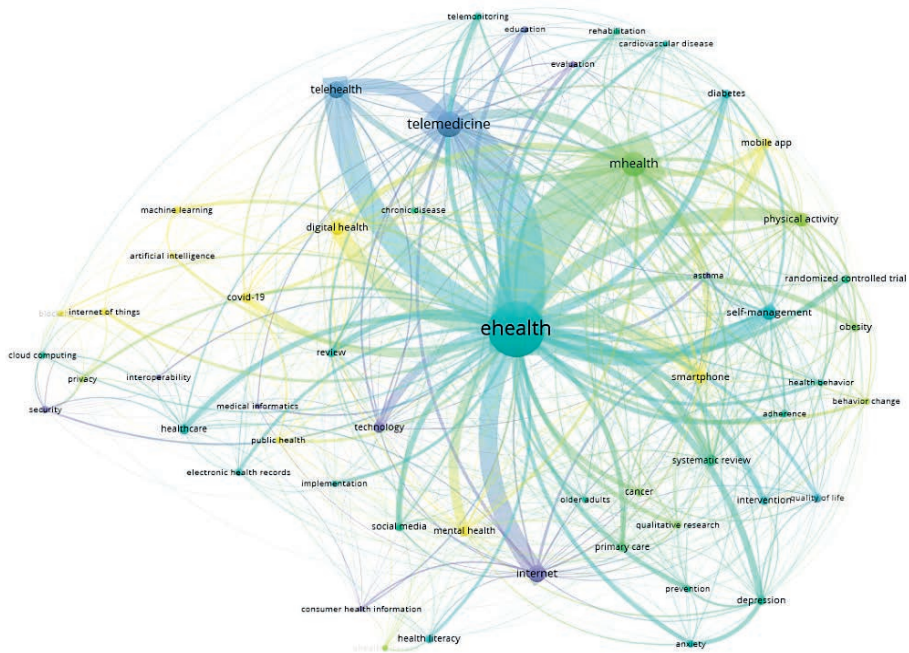 telemonitoring
education
rehabilitation
cardiovascular disease
evaluation
telehealth
diabetes
telemedicine
mobile app
mhealth
machine learning
chronic disease
physical activity
digital health
artificial intelligence
asthma
randomized controlled trial
covid-19
internet of things
self-management
ehealth
obesity
cloud computing
review
privacy
interoperability
smartphone
health behavior
behavior change
security
medical informatics
adherence
healthcare
technology
public health
systematic review
electronic health records
implementation
cancer
older adults
intervention
quality of life
social media
mental health
qualitative research
primary care
internet
prevention
depression
consumer health information
health literacy
anxiety